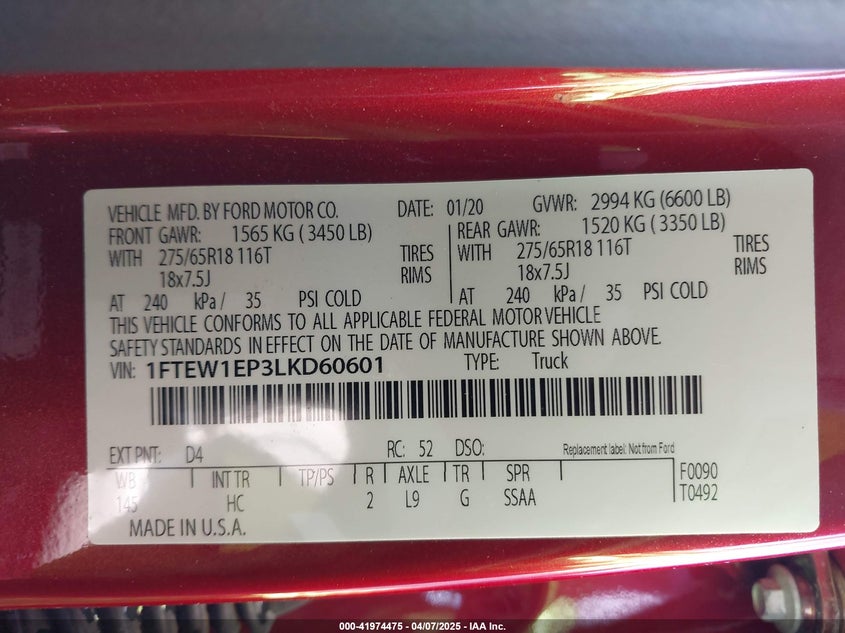 VEHICLE MFD. BY FORD MOTOR CO. DATE: 01/20 GVWR: 2994 KG (6600 LB)
FRONT GAWR: 1565 KG ( 3450 LB) REAR GAWR: 1520 KG ( 3350 LB)
WITH 275/65R18 116T TIRES WITH 275/65R18 116T TIRES
18x7.5J RIMS 18x7.5J RIMS
AT 240 kPa / 35 PSI COLD AT 240 kPa / 35 PSI COLD
THIS VEHICLE CONFORMS TO ALL APPLICABLE FEDERAL MOTOR VEHICLE
SAFETY STANDARDS IN EFFECT ON THE DATE OF MANUFACTURE SHOWN ABOVE.
VIN: 1FTEW1EP3LKD60601 TYPE: Truck
EXT PNT: D4 RC: 52 DSO: Replacement label: Not from Ford
WB INT TR TP/PS R AXLE TR SPR F0090
145 HC 2 L9 G SSAA T0492
MADE IN U.S.A.
000-41974475 - 04/07/2025 - IAA Inc.